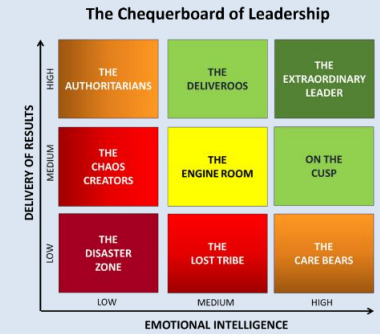 The Chequerboard of Leadership
DELIVERY OF RESULTS
HIGH
THE
AUTHORITARIANS
THE
DELIVEROOS
THE
EXTRAORDINARY
LEADER
MEDIUM
THE
CHAOS
CREATORS
THE
ENGINE ROOM
ON THE
CUSP
LOW
THE
DISASTER
ZONE
THE
LOST TRIBE
THE
CARE BEARS
LOW
MEDIUM
HIGH
EMOTIONAL INTELLIGENCE